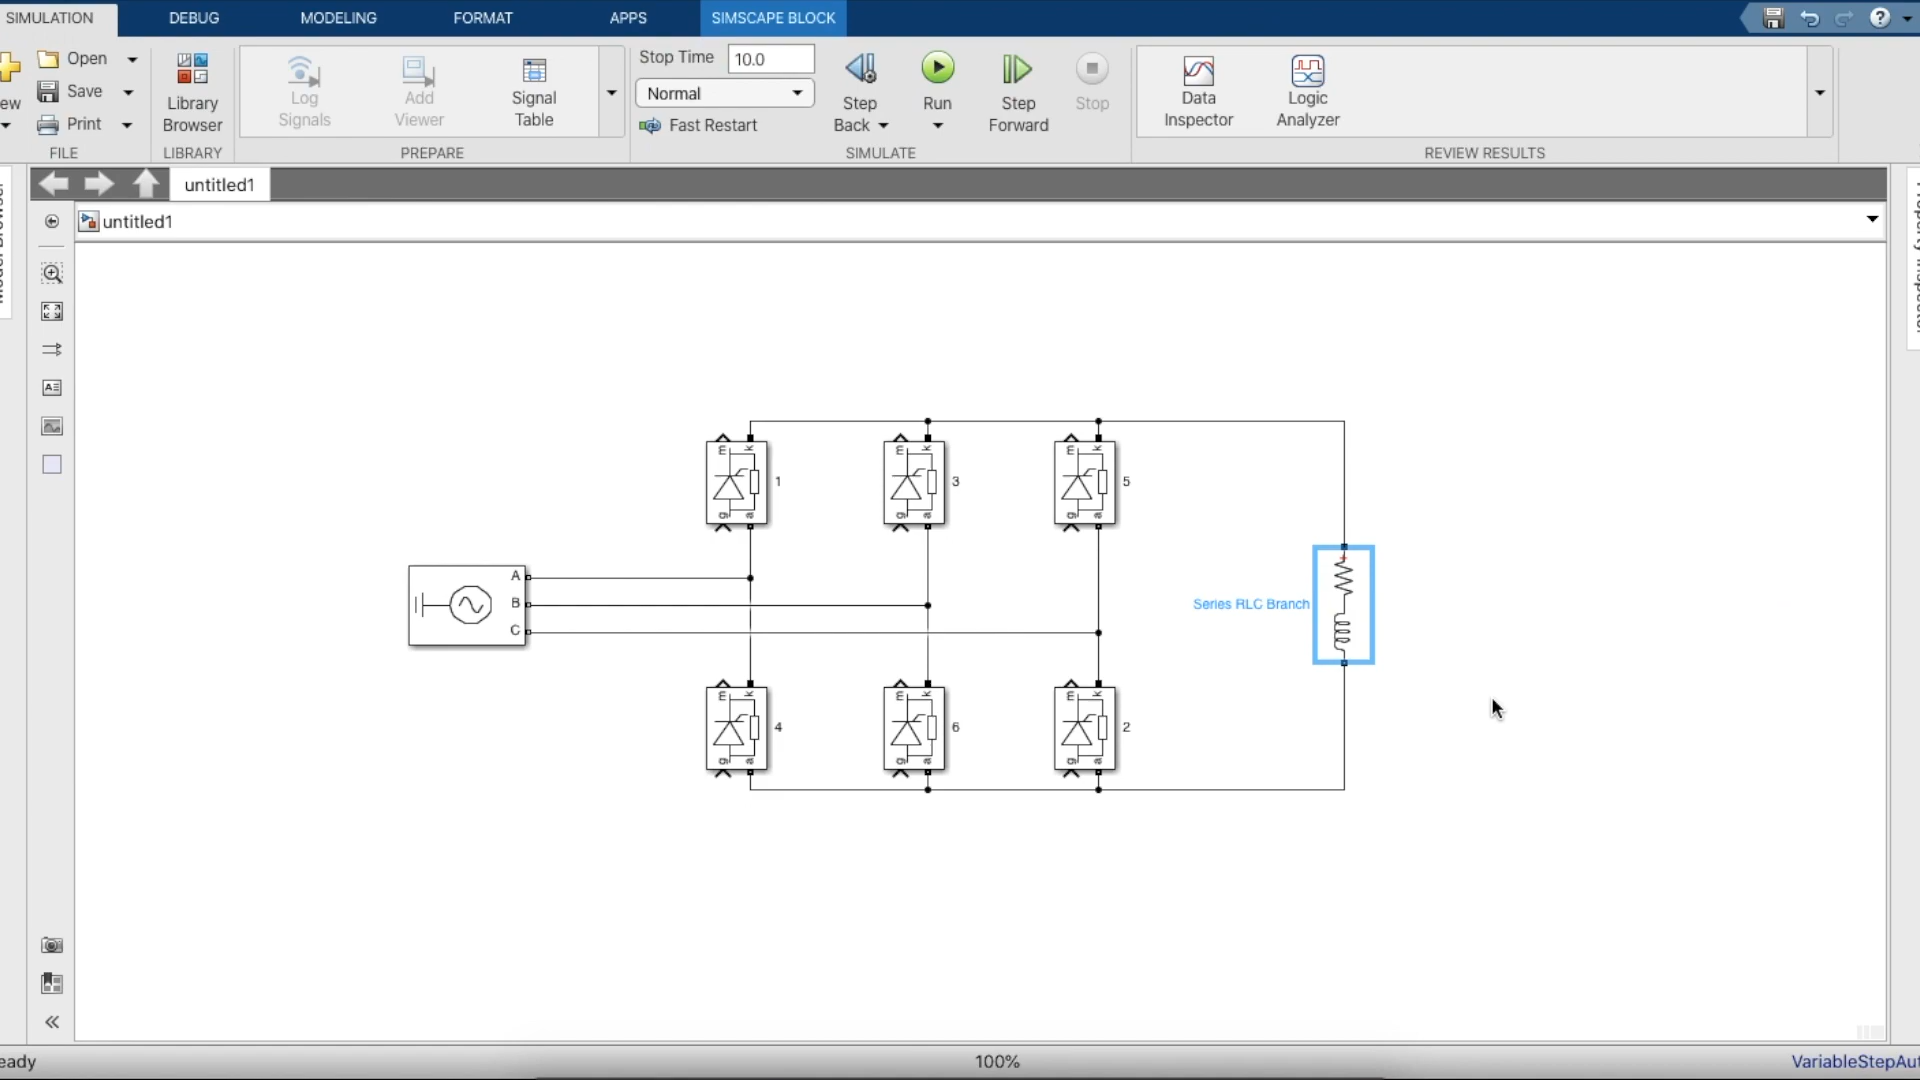 SIMULATION DEBUG MODELING FORMAT APPS SIMSCAPE BLOCK
Open
Save
Print
FILE
Library Browser
LIBRARY
Log Signals
Add Viewer
Signal Table
PREPARE
Stop Time 10.0
Normal
Fast Restart
Step Back
Run
Step Forward
Stop
SIMULATE
Data Inspector
Logic Analyzer
REVIEW RESULTS
untitled1
untitled1
m k g a 1
m k g a 3
m k g a 5
A
B
C
Series RLC Branch
+
m k g a 4
m k g a 6
m k g a 2
eady
100%
VariableStepAut